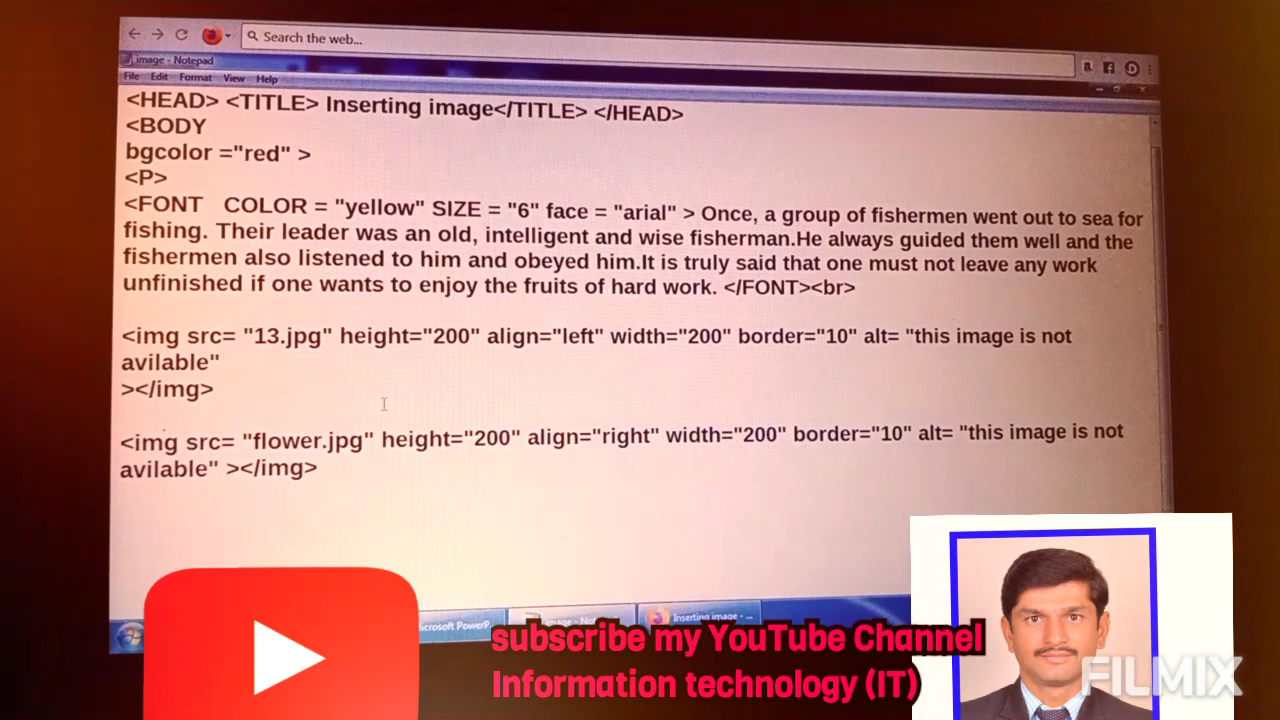 Search the web...
image - Notepad
File Edit Format View Help
<HEAD> <TITLE> Inserting image</TITLE> </HEAD>
<BODY
bgcolor ="red" >
<P>
<FONT COLOR = "yellow" SIZE = "6" face = "arial" > Once, a group of fishermen went out to sea for
fishing. Their leader was an old, intelligent and wise fisherman.He always guided them well and the
fishermen also listened to him and obeyed him.It is truly said that one must not leave any work
unfinished if one wants to enjoy the fruits of hard work. </FONT><br>
<img src= "13.jpg" height="200" align="left" width="200" border="10" alt= "this image is not
avilable"
></img>
<img src= "flower.jpg" height="200" align="right" width="200" border="10" alt= "this image is not
avilable" ></img>
Inserting image - ...
subscribe my YouTube Channel
Information technology (IT)
FILMIX